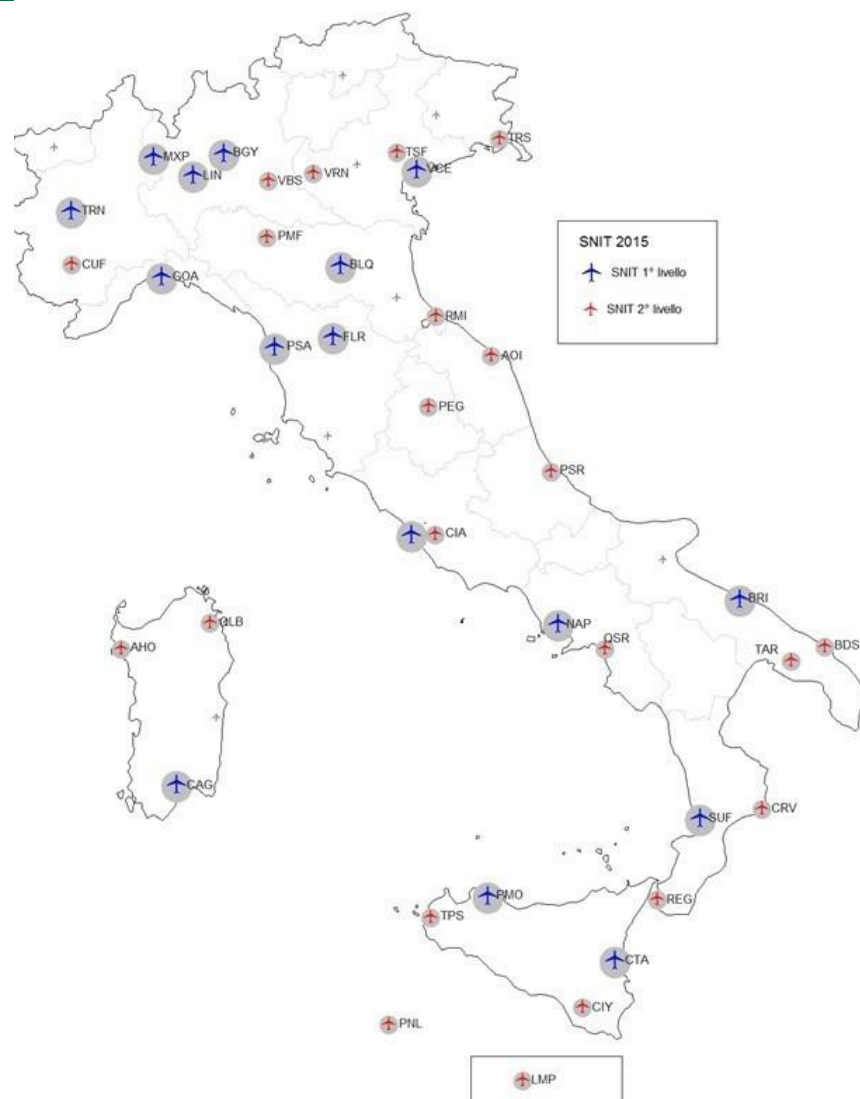 TRS
TSF
BGY
MXP
VCE
LIN
VRN
VBS
TRN
PMF
SNIT 2015
CUF
BLQ
SNIT 1° livello
GOA
SNIT 2° livello
RMI
FLR
PSA
AOI
PEG
PSR
CIA
BRI
OLB
NAP
AHO
QSR
BDS
TAR
CAG
CRV
SUF
PMO
REG
TPS
CTA
CIY
PNL
LMP